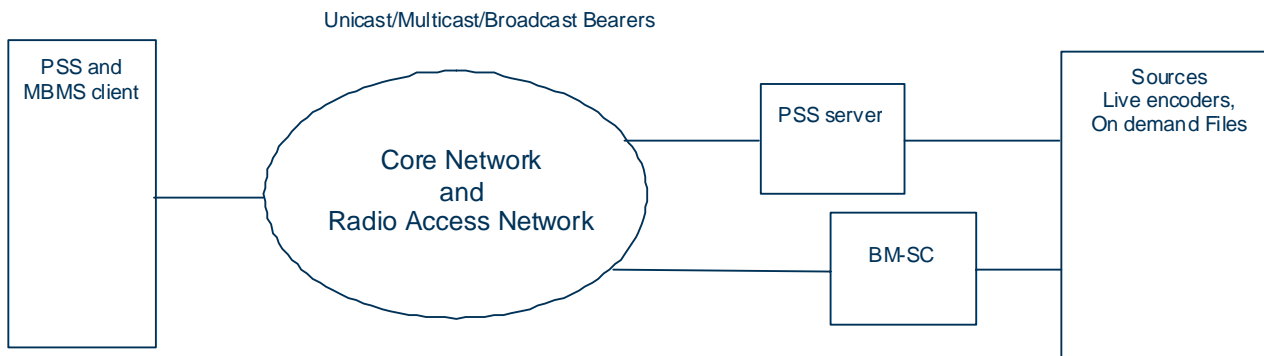 Unicast/Multicast/Broadcast Bearers
PSS and
MBMS client
Core Network
and
Radio Access Network
PSS server
BM-SC
Sources
Live encoders,
On demand Files